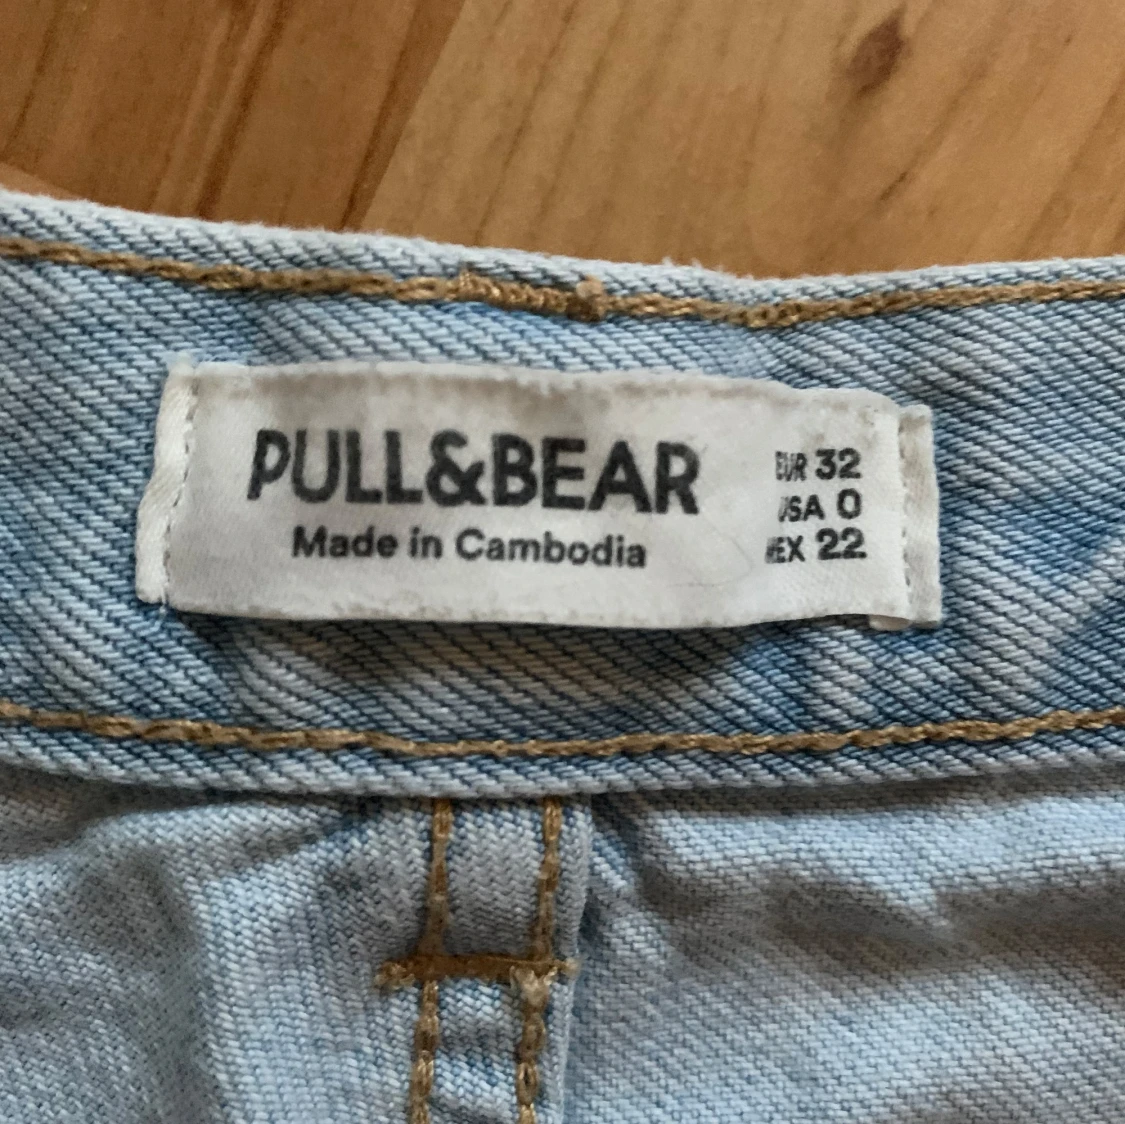 PULL&BEAR
Made in Cambodia
EUR 32
USA 0
MEX 22